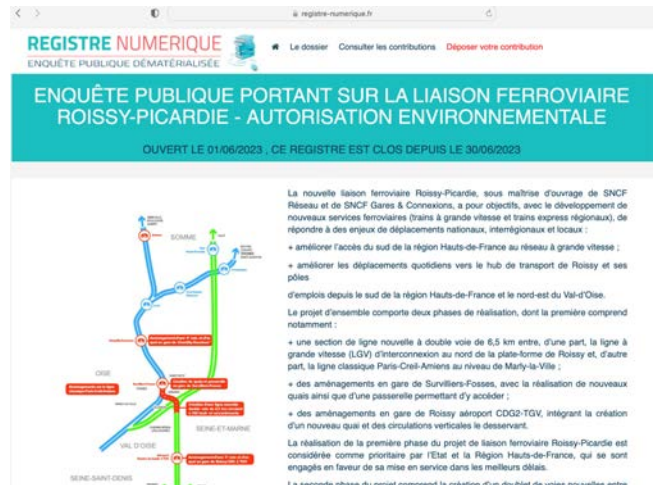 registre-numerique.fr
REGISTRE NUMERIQUE
ENQUÊTE PUBLIQUE DÉMATÉRIALISÉE
Le dossier Consulter les contributions Déposer votre contribution
ENQUÊTE PUBLIQUE PORTANT SUR LA LIAISON FERROVIAIRE
ROISSY-PICARDIE - AUTORISATION ENVIRONNEMENTALE
OUVERT LE 01/06/2023 , CE REGISTRE EST CLOS DEPUIS LE 30/06/2023
SOMME
OISE
SEINE-ET-MARNE
VAL D'OISE
SEINE-SAINT-DENIS
La nouvelle liaison ferroviaire Roissy-Picardie, sous maîtrise d'ouvrage de SNCF
Réseau et de SNCF Gares & Connexions, a pour objectifs, avec le développement de
nouveaux services ferroviaires (trains à grande vitesse et trains express régionaux), de
répondre à des enjeux de déplacements nationaux, interrégionaux et locaux :
+ améliorer l'accès du sud de la région Hauts-de-France au réseau à grande vitesse ;
+ améliorer les déplacements quotidiens vers le hub de transport de Roissy et ses
pôles
d'emplois depuis le sud de la région Hauts-de-France et le nord-est du Val-d'Oise.
Le projet d'ensemble comporte deux phases de réalisation, dont la première comprend
notamment :
+ une section de ligne nouvelle à double voie de 6,5 km entre, d'une part, la ligne à
grande vitesse (LGV) d'interconnexion au nord de la plate-forme de Roissy et, d'autre
part, la ligne classique Paris-Creil-Amiens au niveau de Marly-la-Ville ;
+ des aménagements en gare de Survilliers-Fosses, avec la réalisation de nouveaux
quais ainsi que d'une passerelle permettant d'y accéder ;
+ des aménagements en gare de Roissy aéroport CDG2-TGV, intégrant la création
d'un nouveau quai et des circulations verticales le desservant.
La réalisation de la première phase du projet de liaison ferroviaire Roissy-Picardie est
considérée comme prioritaire par l'Etat et la Région Hauts-de-France, qui se sont
engagés en faveur de sa mise en service dans les meilleurs délais.
La seconde phase du projet comprend la création d'un doublet de voies nouvelles entre